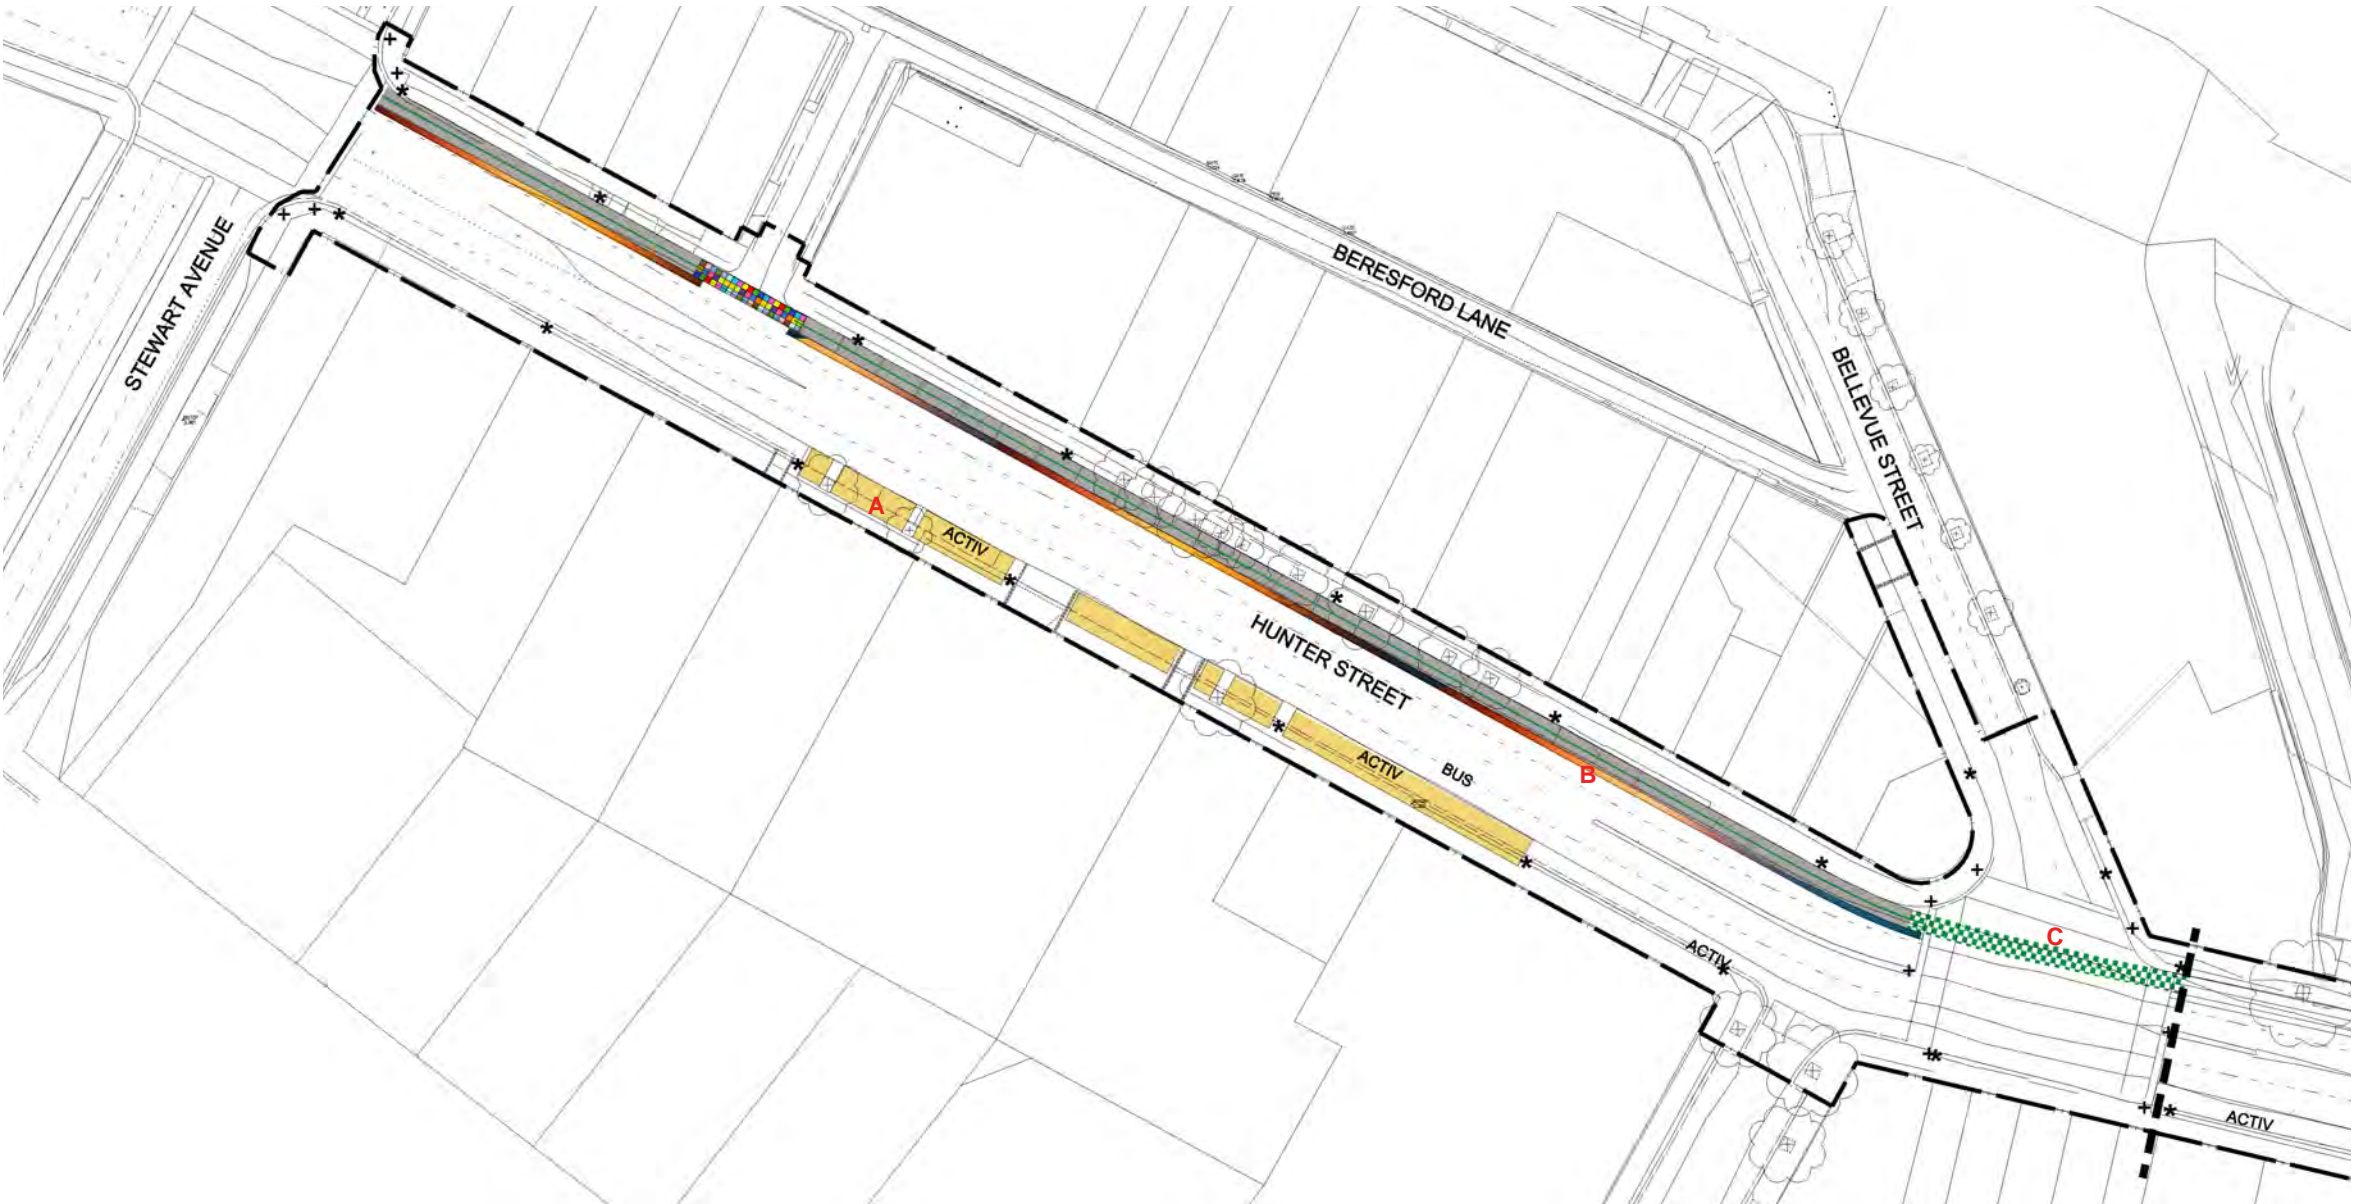 STEWART AVENUE
BERESFORD LANE
BELLEVUE STREET
A
ACTIV
HUNTER STREET
ACTIV
BUS
B
ACTIV
C
ACTIV